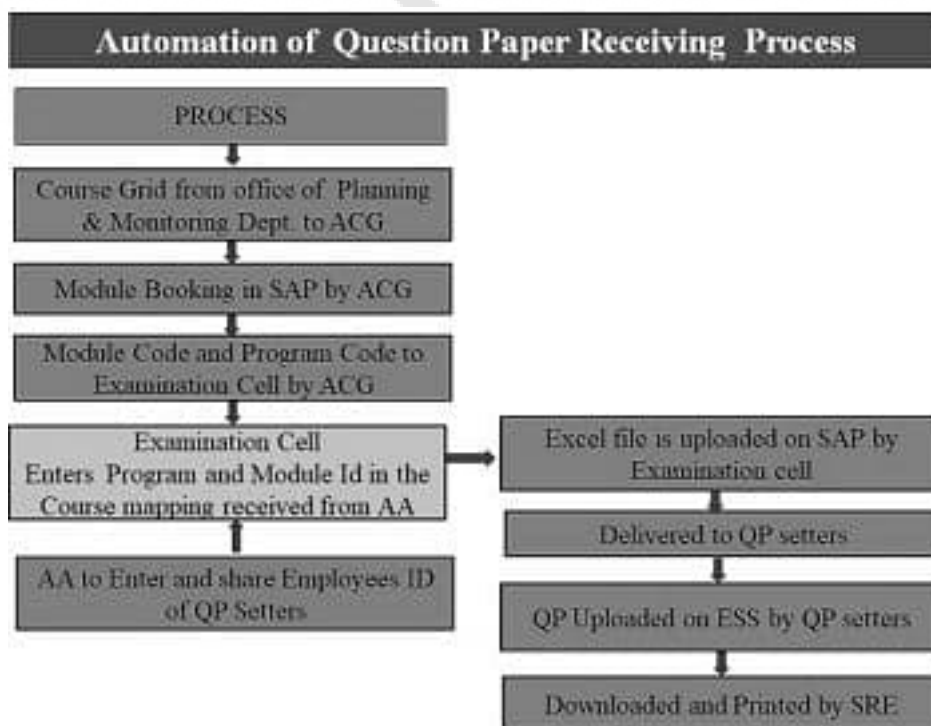 Automation of Question Paper Receiving Process
PROCESS
Course Grid from office of Planning
& Monitoring Dept. to ACG
Module Booking in SAP by ACG
Module Code and Program Code to
Examination Cell by ACG
Examination Cell
Enters Program and Module Id in the
Course mapping received from AA
AA to Enter and share Employees ID
of QP Setters
Excel file is uploaded on SAP by
Examination cell
Delivered to QP setters
QP Uploaded on ESS by QP setters
Downloaded and Printed by SRE